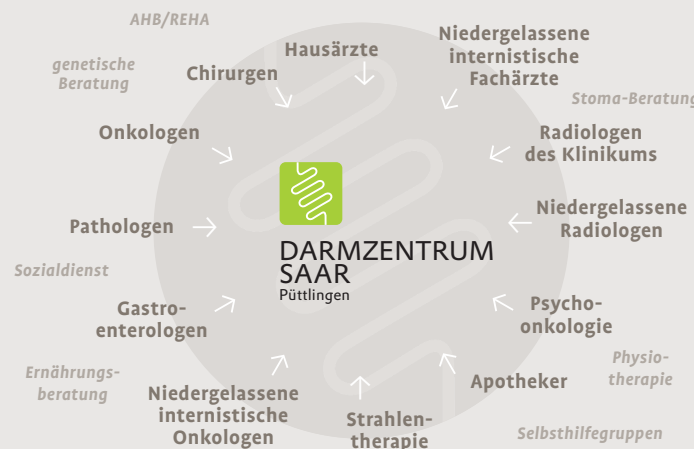 AHB/REHA
Hausärzte
Niedergelassene
internistische
Fachärzte
genetische
Beratung
Chirurgen
Stoma-Beratung
Onkologen
Radiologen
des Klinikums
Pathologen
Niedergelassene
Radiologen
DARMZENTRUM
SAAR
Püttlingen
Sozialdienst
Gastro-
enterologen
Psycho-
onkologie
Ernährungs-
beratung
Niedergelassene
internistische
Onkologen
Strahlen-
therapie
Apotheker
Physio-
therapie
Selbsthilfegruppen